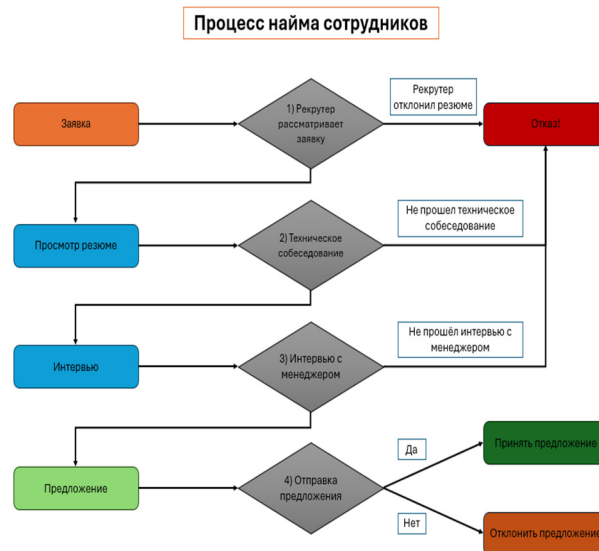 Процесс найма сотрудников
Рекрутер
отклонил резюме
Заявка
1) Рекрутер
рассматривает
заявку
Отказ!
Не прошел техническое
собеседование
Просмотр резюме
2) Техническое
собеседование
Не прошёл интервью с
менеджером
Интервью
3) Интервью с
менеджером
Да
Принять предложение
Предложение
4) Отправка
предложения
Нет
Отклонить предложение